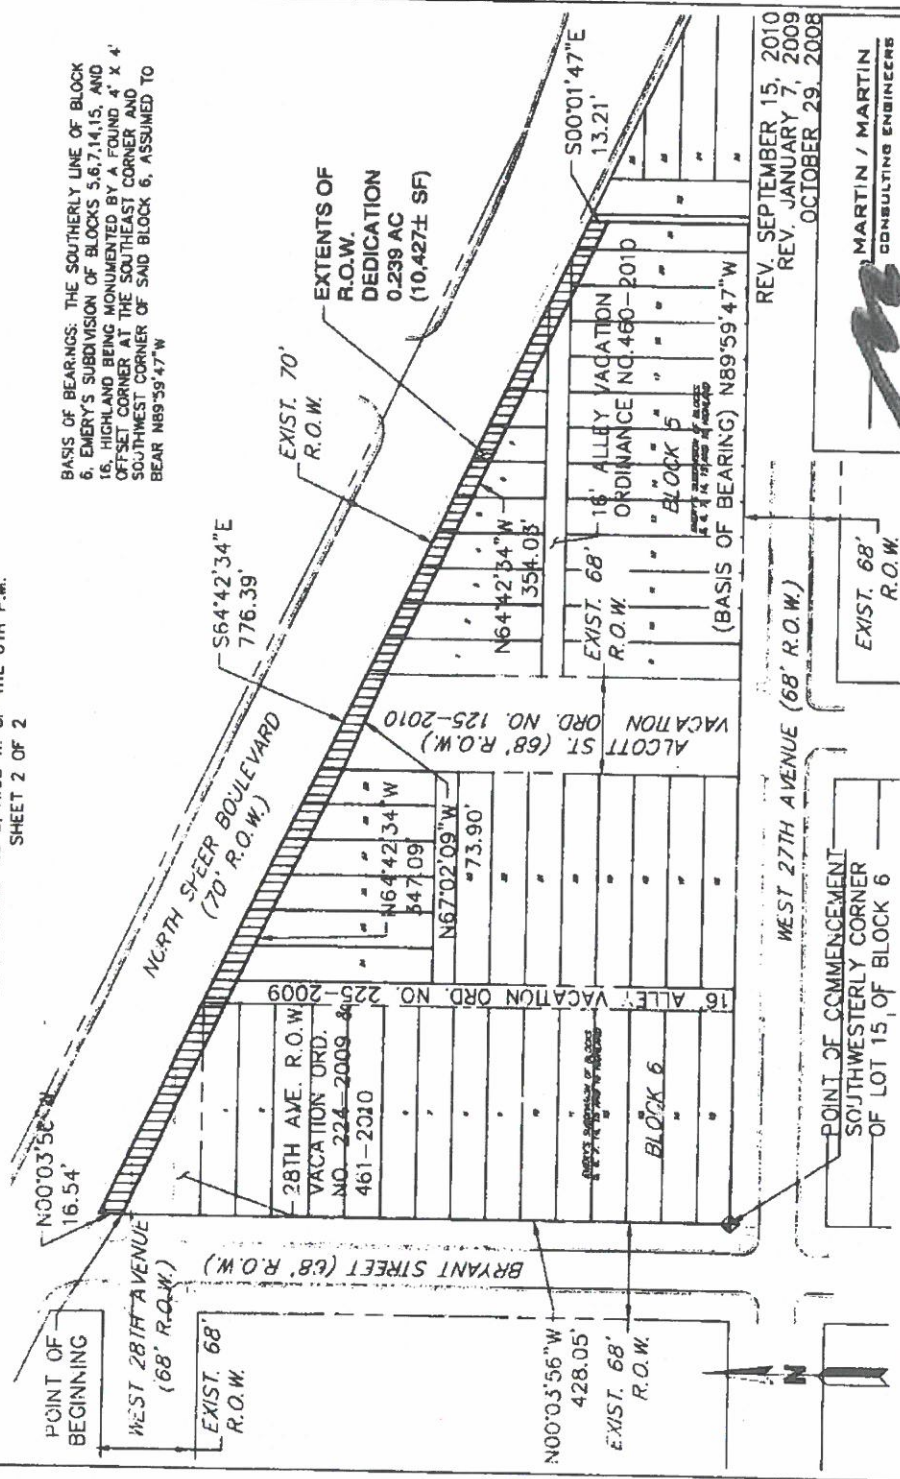 SHEET 2 OF 2
BASIS OF BEARINGS: THE SOUTHERLY LINE OF BLOCK
6, EMERY'S SUBDIVISION OF BLOCKS 5,6,7,14,15, AND
16, HIGHLAND BEING MONUMENTED BY A FOUND 4' X 4'
OFFSET CORNER AT THE SOUTHEAST CORNER AND
SOUTHWEST CORNER OF SAID BLOCK 6, ASSUMED TO
BEAR N89°59'47"W
POINT OF
BEGINNING
16.54'
WEST 28TH AVENUE
(68' R.O.W.)
EXIST. 68'
R.O.W.
NORTH SPEER BOULEVARD
(70' R.O.W.)
S64°42'34"E
776.39'
EXIST. 70'
R.O.W.
EXTENTS OF
R.O.W.
DEDICATION
0.239 AC
(10,427± SF)
S00°01'47"E
13.21'
28TH AVE. R.O.W.
VACATION ORD.
NO. 224-2009 &
461-2010
16' ALLEY VACATION ORD. NO. 225-2009
N64°42'34"W
347.09'
N67°02'09"W
73.90'
ALCOTT ST. (68' R.O.W.)
VACATION ORD. NO. 125-2010
N64°42'34"W
354.03'
16' ALLEY VACATION
ORDINANCE NO.460-2010
EXIST. 68'
R.O.W.
BLOCK 5
EMERY'S SUBDIVISION OF BLOCKS
(BASIS OF BEARING) N89°59'47"W
EMERY'S SUBDIVISION OF BLOCKS
BLOCK 6
BRYANT STREET (68' R.O.W.)
N00°03'56"W
428.05'
EXIST. 68'
R.O.W.
N
WEST 27TH AVENUE (68' R.O.W.)
POINT OF COMMENCEMENT
SOUTHWESTERLY CORNER
OF LOT 15, OF BLOCK 6
EXIST. 68'
R.O.W.
REV. SEPTEMBER 15, 2010
REV. JANUARY 7, 2009
OCTOBER 29, 2008
MARTIN / MARTIN
CONSULTING ENGINEERS